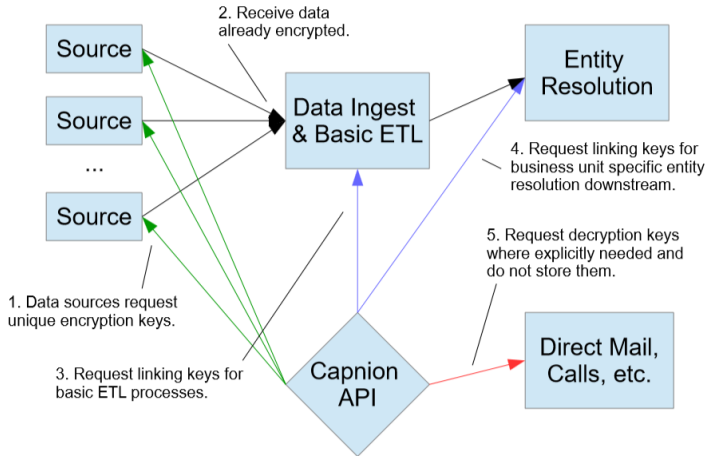 2. Receive data
already encrypted.
Source
Source
...
Source
Data Ingest
& Basic ETL
Entity
Resolution
4. Request linking keys for
business unit specific entity
resolution downstream.
5. Request decryption keys
where explicitly needed and
do not store them.
1. Data sources request
unique encryption keys.
3. Request linking keys for
basic ETL processes.
Capnion
API
Direct Mail,
Calls, etc.